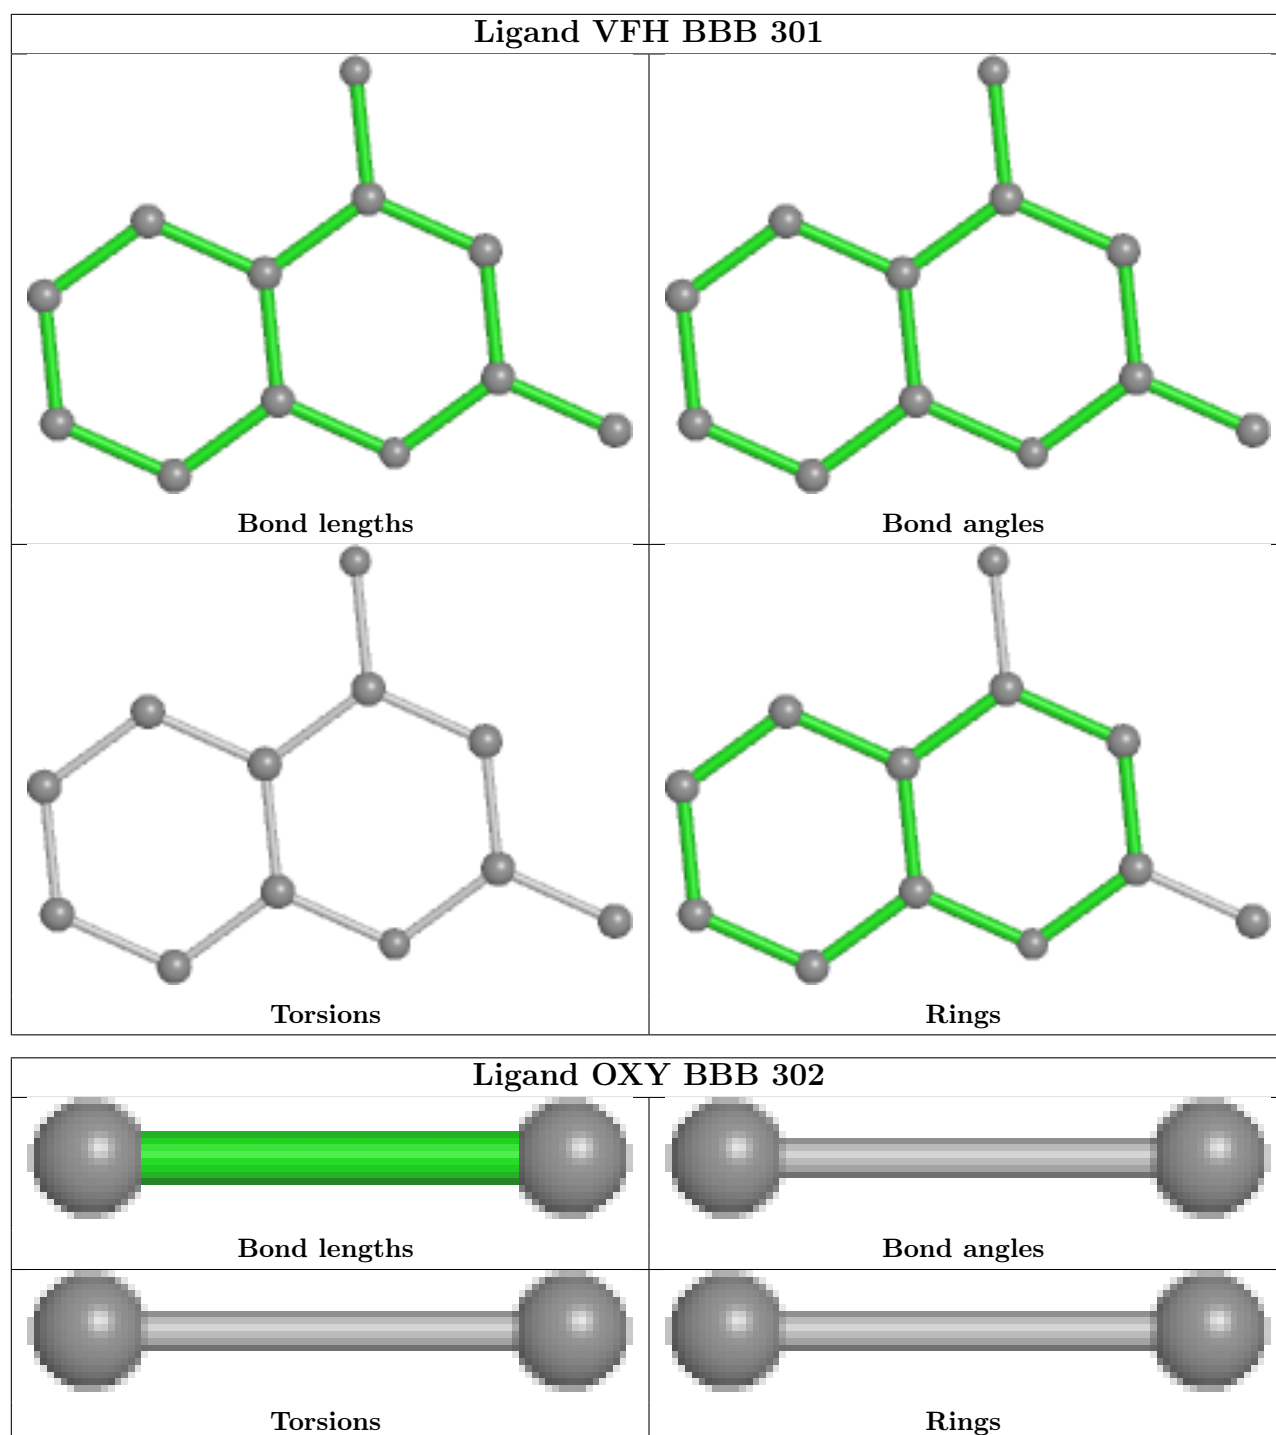 Ligand VFH BBB 301
Bond lengths
Bond angles
Torsions
Rings
Ligand OXY BBB 302
Bond lengths
Bond angles
Torsions
Rings